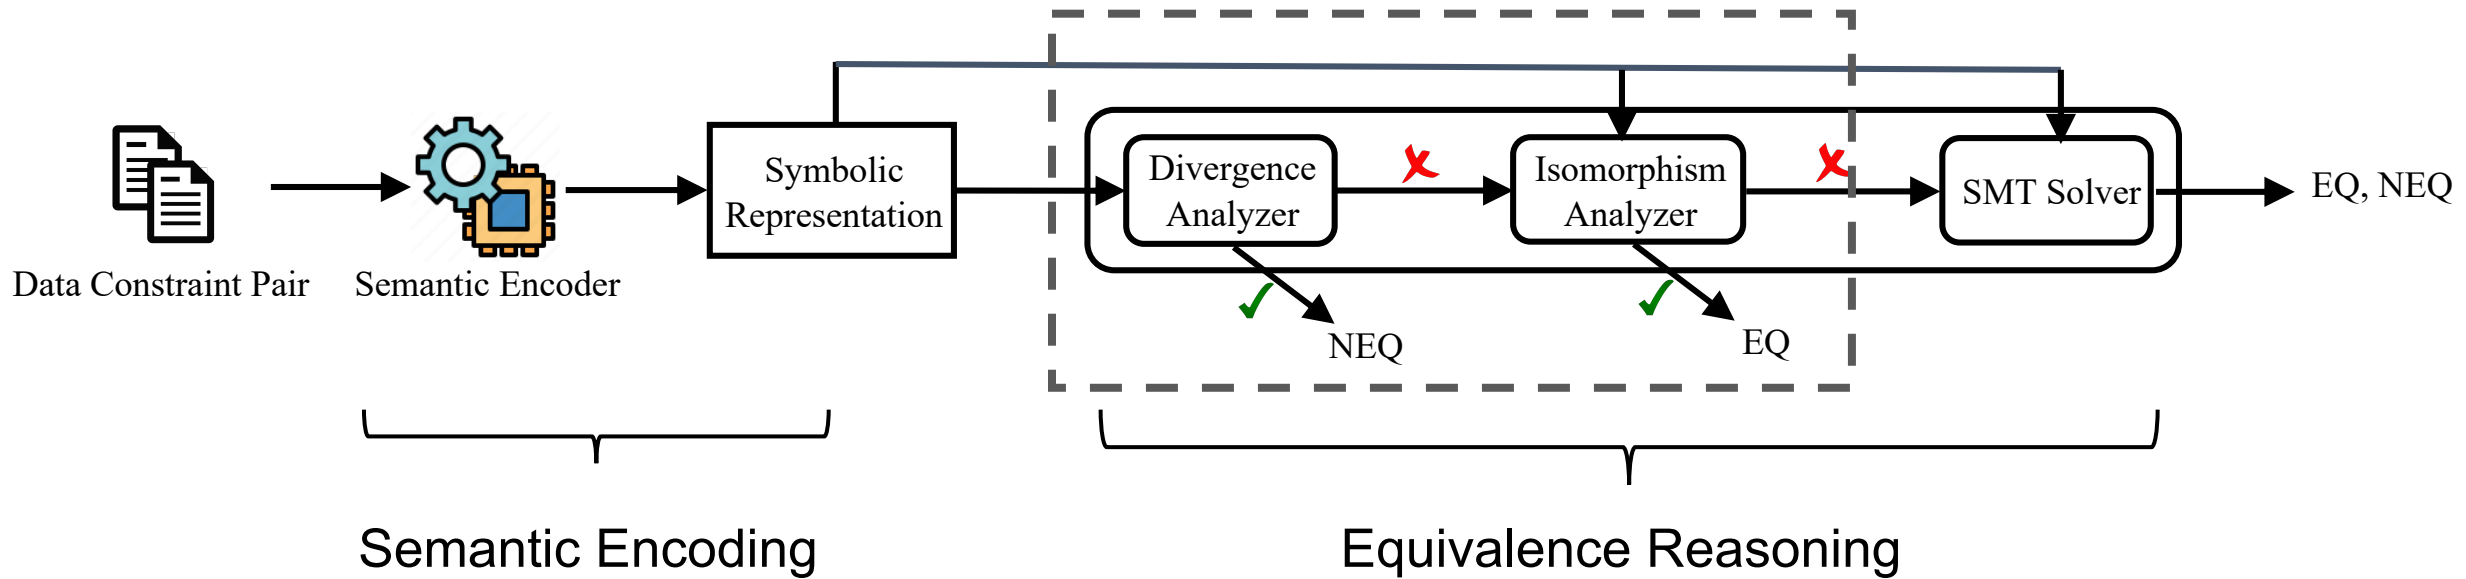 Data Constraint Pair
Semantic Encoder
Symbolic
Representation
Divergence
Analyzer
Isomorphism
Analyzer
SMT Solver
EQ, NEQ
NEQ
EQ
Semantic Encoding
Equivalence Reasoning